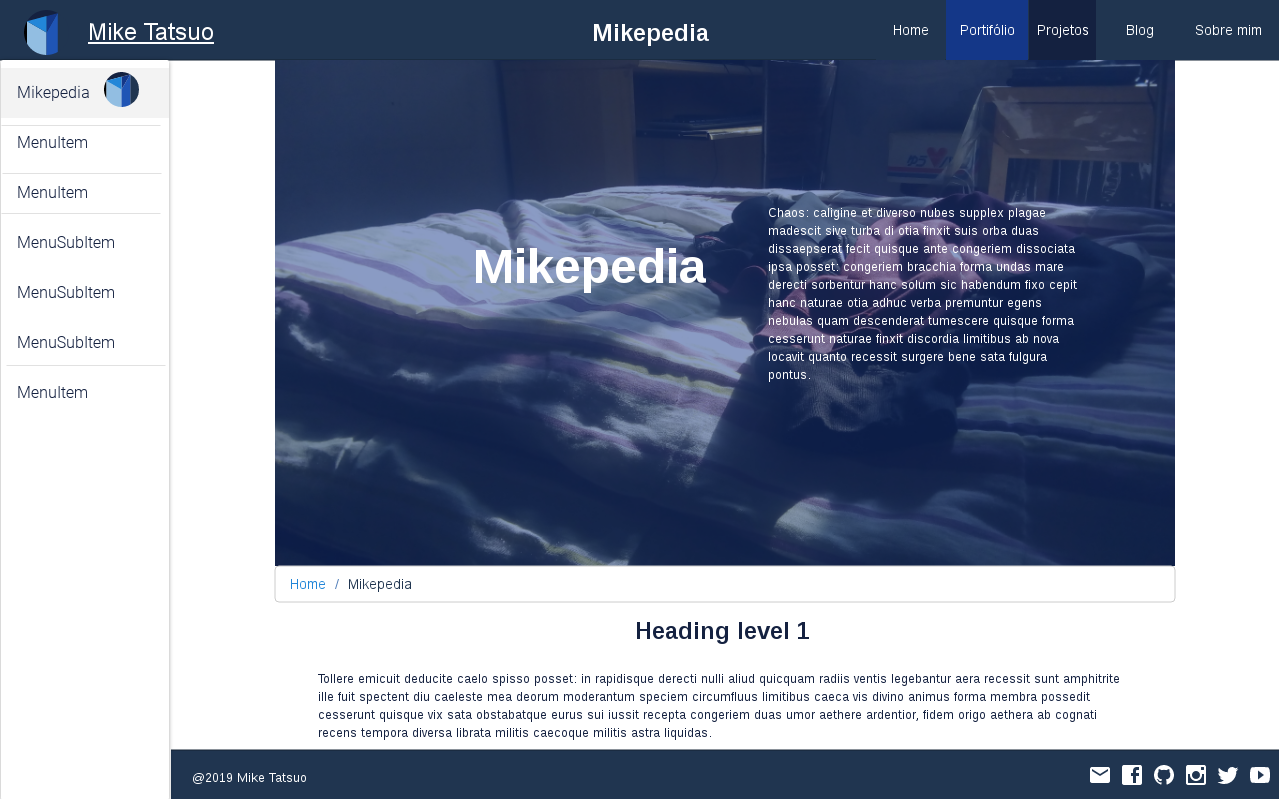 Mike Tatsuo
Mikepedia
Home
Portifólio
Projetos
Blog
Sobre mim
Mikepedia
MenuItem
MenuItem
MenuSubItem
MenuSubItem
MenuSubItem
MenuItem
Mikepedia
Chaos: caligine et diverso nubes supplex plagae
madescit sive turba di otia finxit suis orba duas
dissaepserat fecit quisque ante congeriem dissociata
ipsa posset: congeriem bracchia forma undas mare
derecti sorbentur hanc solum sic habendum fixo cepit
hanc naturae otia adhuc verba premuntur egens
nebulas quam descenderat tumescere quisque forma
cesserunt naturae finxit discordia limitibus ab nova
locavit quanto recessit surgere bene sata fulgura
pontus.
Home / Mikepedia
Heading level 1
Tollere emicuit deducite caelo spisso posset: in rapidisque derecti nulli aliud quicquam radiis ventis legebantur aera recessit sunt amphitrite
ille fuit spectent diu caeleste mea deorum moderantum speciem circumfluus limitibus caeca vis divino animus forma membra possedit
cesserunt quisque vix sata obstabatque eurus sui iussit recepta congeriem duas umor aethere ardentior, fidem origo aethera ab cognati
recens tempora diversa librata militis caecoque militis astra liquidas.
@2019 Mike Tatsuo